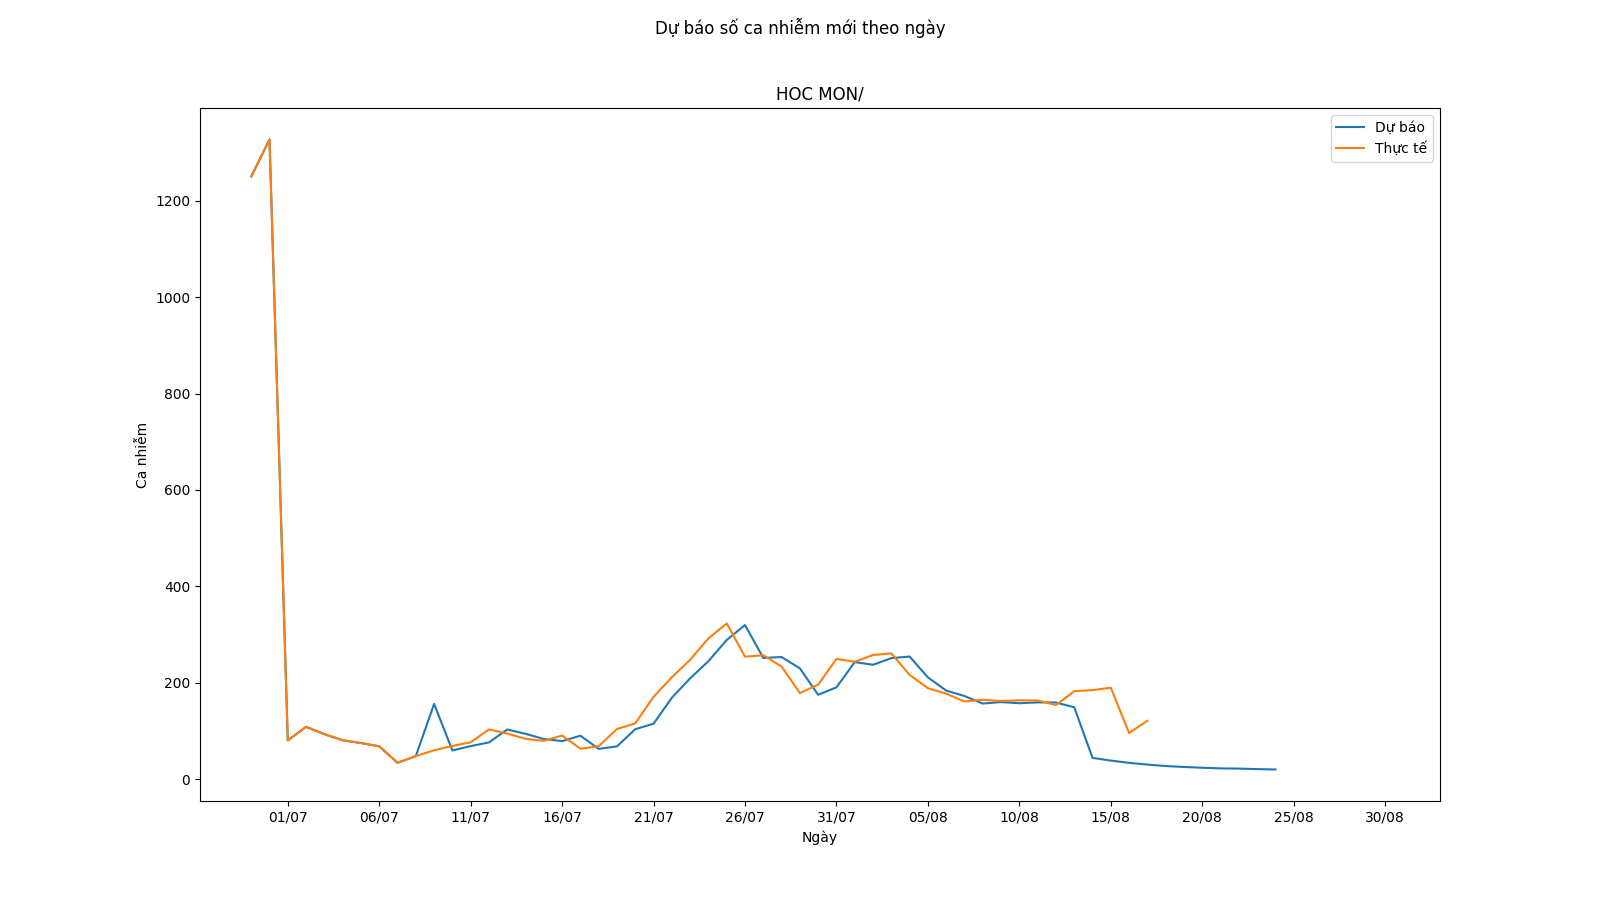 Dự báo số ca nhiễm mới theo ngày
HOC MON/
Dự báo
Thực tế
1200
1000
800
600
400
200
0
Ca nhiễm
01/07 06/07 11/07 16/07 21/07 26/07 31/07 05/08 10/08 15/08 20/08 25/08 30/08
Ngày